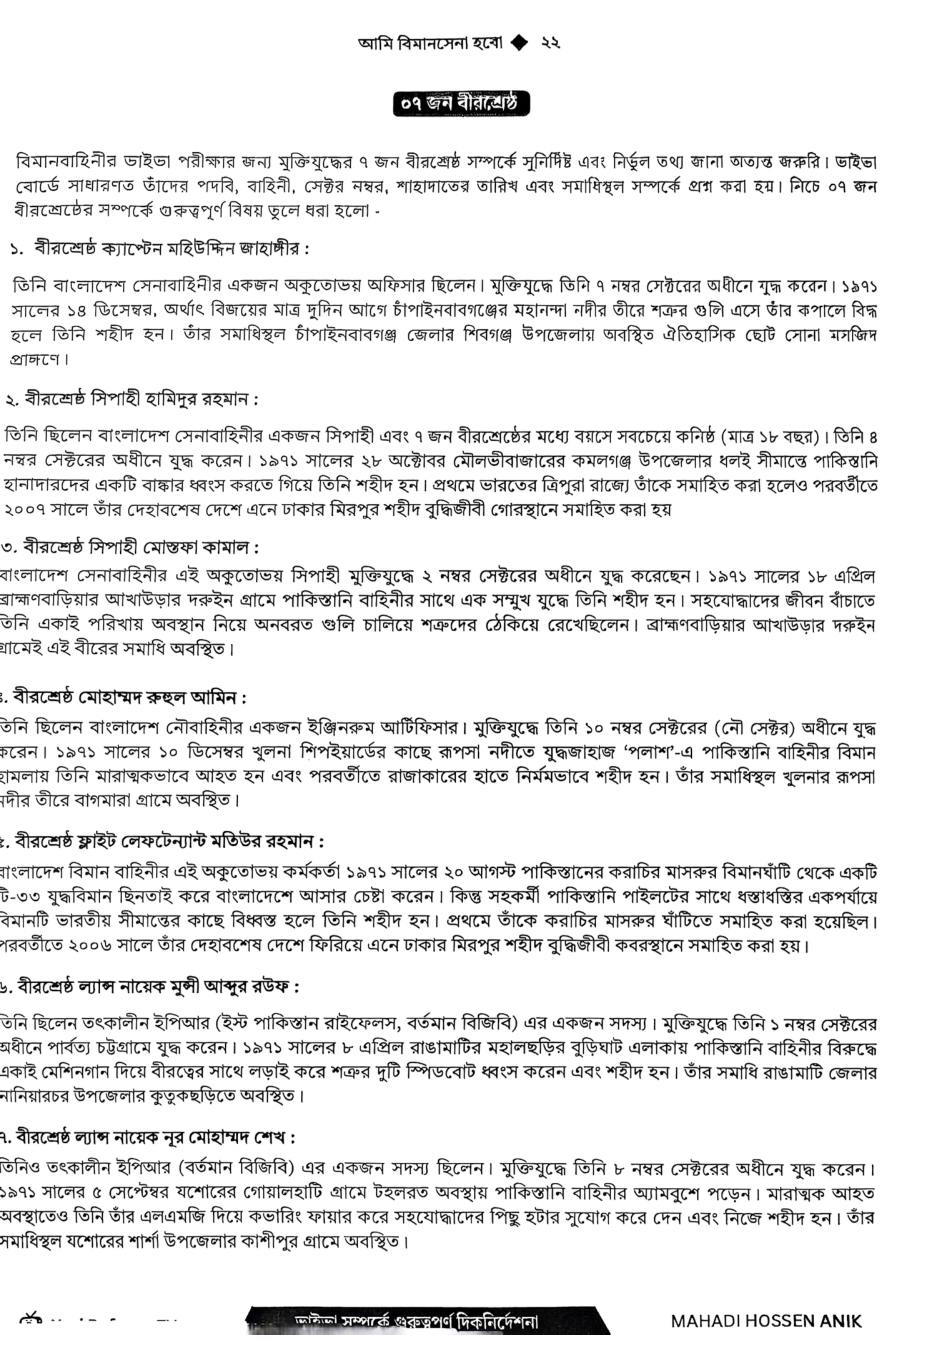 আমি বিমানসেনা হবো ◆ ২২
০৭ জন বীরশ্রেষ্ঠ
বিমানবাহিনীর ভাইভা পরীক্ষার জন্য মুক্তিযুদ্ধের ৭ জন বীরশ্রেষ্ঠ সম্পর্কে সুনির্দিষ্ট এবং নির্ভুল তথ্য জানা অত্যন্ত জরুরি। ভাইভা
বোর্ডে সাধারণত তাঁদের পদবি, বাহিনী, সেক্টর নম্বর, শাহাদাতের তারিখ এবং সমাধিস্থল সম্পর্কে প্রশ্ন করা হয়। নিচে ০৭ জন
বীরশ্রেষ্ঠের সম্পর্কে গুরুত্বপূর্ণ বিষয় তুলে ধরা হলো -
১. বীরশ্রেষ্ঠ ক্যাপ্টেন মহিউদ্দিন জাহাঙ্গীর :
তিনি বাংলাদেশ সেনাবাহিনীর একজন অকুতোভয় অফিসার ছিলেন। মুক্তিযুদ্ধে তিনি ৭ নম্বর সেক্টরের অধীনে যুদ্ধ করেন। ১৯৭১
সালের ১৪ ডিসেম্বর, অর্থাৎ বিজয়ের মাত্র দুদিন আগে চাঁপাইনবাবগঞ্জের মহানন্দা নদীর তীরে শত্রুর গুলি এসে তাঁর কপালে বিদ্ধ
হলে তিনি শহীদ হন। তাঁর সমাধিস্থল চাঁপাইনবাবগঞ্জ জেলার শিবগঞ্জ উপজেলায় অবস্থিত ঐতিহাসিক ছোট সোনা মসজিদ
প্রাঙ্গণে।
২. বীরশ্রেষ্ঠ সিপাহী হামিদুর রহমান :
তিনি ছিলেন বাংলাদেশ সেনাবাহিনীর একজন সিপাহী এবং ৭ জন বীরশ্রেষ্ঠের মধ্যে বয়সে সবচেয়ে কনিষ্ঠ (মাত্র ১৮ বছর)। তিনি ৪
নম্বর সেক্টরের অধীনে যুদ্ধ করেন। ১৯৭১ সালের ২৮ অক্টোবর মৌলভীবাজারের কমলগঞ্জ উপজেলার ধলই সীমান্তে পাকিস্তানি
হানাদারদের একটি বাঙ্কার ধ্বংস করতে গিয়ে তিনি শহীদ হন। প্রথমে ভারতের ত্রিপুরা রাজ্যে তাঁকে সমাহিত করা হলেও পরবর্তীতে
২০০৭ সালে তাঁর দেহাবশেষ দেশে এনে ঢাকার মিরপুর শহীদ বুদ্ধিজীবী গোরস্থানে সমাহিত করা হয়
৩. বীরশ্রেষ্ঠ সিপাহী মোস্তফা কামাল :
বাংলাদেশ সেনাবাহিনীর এই অকুতোভয় সিপাহী মুক্তিযুদ্ধে ২ নম্বর সেক্টরের অধীনে যুদ্ধ করেছেন। ১৯৭১ সালের ১৮ এপ্রিল
ব্রাহ্মণবাড়িয়ার আখাউড়ার দরুইন গ্রামে পাকিস্তানি বাহিনীর সাথে এক সম্মুখ যুদ্ধে তিনি শহীদ হন। সহযোদ্ধাদের জীবন বাঁচাতে
তিনি একাই পরিখায় অবস্থান নিয়ে অনবরত গুলি চালিয়ে শত্রুদের ঠেকিয়ে রেখেছিলেন। ব্রাহ্মণবাড়িয়ার আখাউড়ার দরুইন
গ্রামেই এই বীরের সমাধি অবস্থিত।
৪. বীরশ্রেষ্ঠ মোহাম্মদ রুহুল আমিন :
তিনি ছিলেন বাংলাদেশ নৌবাহিনীর একজন ইঞ্জিনরুম আর্টিফিসার। মুক্তিযুদ্ধে তিনি ১০ নম্বর সেক্টরের (নৌ সেক্টর) অধীনে যুদ্ধ
করেন। ১৯৭১ সালের ১০ ডিসেম্বর খুলনা শিপইয়ার্ডের কাছে রূপসা নদীতে যুদ্ধজাহাজ ‘পলাশ’-এ পাকিস্তানি বাহিনীর বিমান
হামলায় তিনি মারাত্মকভাবে আহত হন এবং পরবর্তীতে রাজাকারের হাতে নির্মমভাবে শহীদ হন। তাঁর সমাধিস্থল খুলনার রূপসা
নদীর তীরে বাগমারা গ্রামে অবস্থিত।
৫. বীরশ্রেষ্ঠ ফ্লাইট লেফটেন্যান্ট মতিউর রহমান :
বাংলাদেশ বিমান বাহিনীর এই অকুতোভয় কর্মকর্তা ১৯৭১ সালের ২০ আগস্ট পাকিস্তানের করাচির মাসরুর বিমানঘাঁটি থেকে একটি
টি-৩৩ যুদ্ধবিমান ছিনতাই করে বাংলাদেশে আসার চেষ্টা করেন। কিন্তু সহকর্মী পাকিস্তানি পাইলটের সাথে ধস্তাধস্তির একপর্যায়ে
বিমানটি ভারতীয় সীমান্তের কাছে বিধ্বস্ত হলে তিনি শহীদ হন। প্রথমে তাঁকে করাচির মাসরুর ঘাঁটিতে সমাহিত করা হয়েছিল।
পরবর্তীতে ২০০৬ সালে তাঁর দেহাবশেষ দেশে ফিরিয়ে এনে ঢাকার মিরপুর শহীদ বুদ্ধিজীবী কবরস্থানে সমাহিত করা হয়।
৬. বীরশ্রেষ্ঠ ল্যান্স নায়েক মুন্সী আব্দুর রউফ :
তিনি ছিলেন তৎকালীন ইপিআর (ইস্ট পাকিস্তান রাইফেলস, বর্তমান বিজিবি) এর একজন সদস্য। মুক্তিযুদ্ধে তিনি ১ নম্বর সেক্টরের
অধীনে পার্বত্য চট্টগ্রামে যুদ্ধ করেন। ১৯৭১ সালের ৮ এপ্রিল রাঙামাটির মহালছড়ির বুড়িঘাট এলাকায় পাকিস্তানি বাহিনীর বিরুদ্ধে
একাই মেশিনগান দিয়ে বীরত্বের সাথে লড়াই করে শত্রুর দুটি স্পিডবোট ধ্বংস করেন এবং শহীদ হন। তাঁর সমাধি রাঙামাটি জেলার
নানিয়ারচর উপজেলার কুতুকছড়িতে অবস্থিত।
৭. বীরশ্রেষ্ঠ ল্যান্স নায়েক নূর মোহাম্মদ শেখ :
তিনিও তৎকালীন ইপিআর (বর্তমান বিজিবি) এর একজন সদস্য ছিলেন। মুক্তিযুদ্ধে তিনি ৮ নম্বর সেক্টরের অধীনে যুদ্ধ করেন।
১৯৭১ সালের ৫ সেপ্টেম্বর যশোরের গোয়ালহাটি গ্রামে টহলরত অবস্থায় পাকিস্তানি বাহিনীর অ্যামবুশে পড়েন। মারাত্মক আহত
অবস্থাতেও তিনি তাঁর এলএমজি দিয়ে কভারিং ফায়ার করে সহযোদ্ধাদের পিছু হটার সুযোগ করে দেন এবং নিজে শহীদ হন। তাঁর
সমাধিস্থল যশোরের শার্শা উপজেলার কাশীপুর গ্রামে অবস্থিত।
ভাইভা সম্পর্কে গুরুত্বপূর্ণ দিকনির্দেশনা
MAHADI HOSSEN ANIK